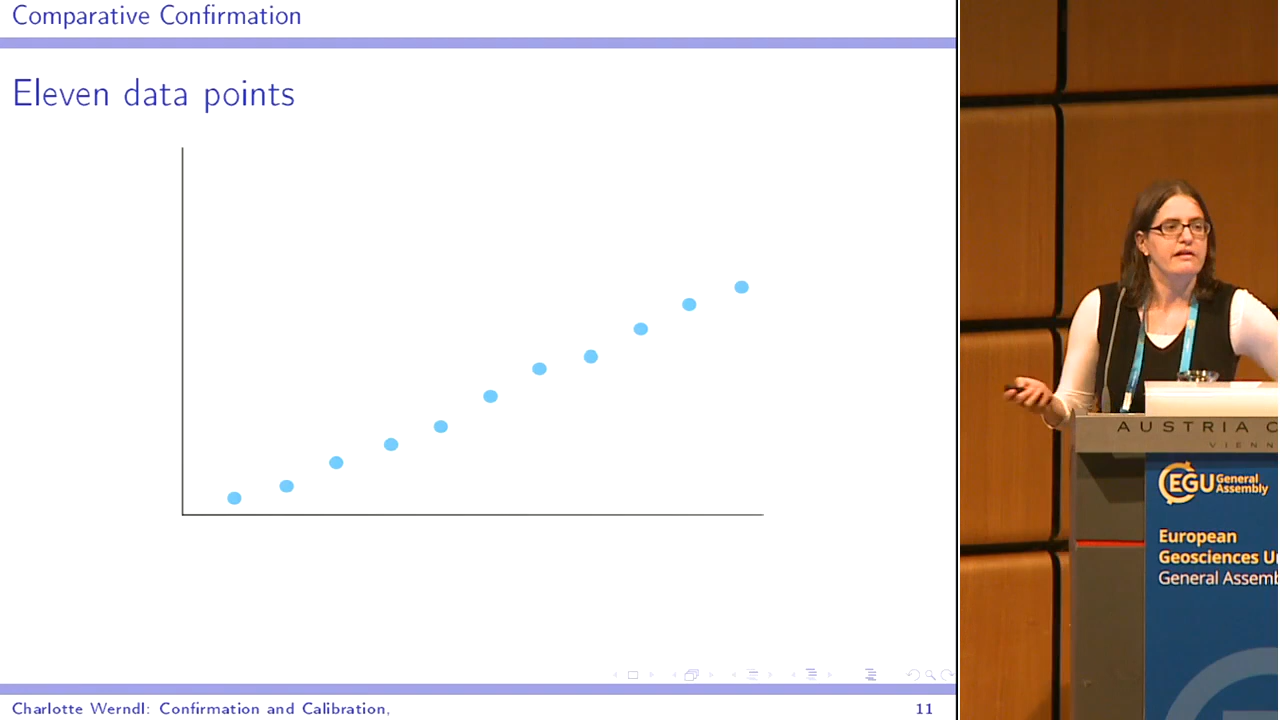 Comparative Confirmation
Eleven data points
Charlotte Werndl: Confirmation and Calibration,
11
AUSTRIA C
VIENN
EGU General
Assembly
European
Geosciences U
General Assemb